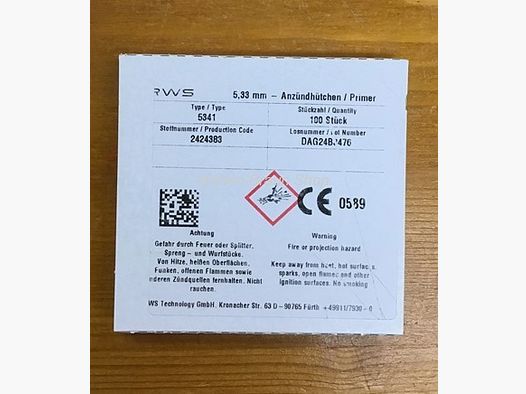 RWS
5,33 mm – Anzündhütchen / Primer
Type / Type
Stückzahl / Quantity
5341
100 Stück
Stoffnummer / Production Code
Losnummer / Lot Number
2424383
CE 0589
Achtung
Warning
Gefahr durch Feuer oder Splitter,
Spreng – und Wurfstücke.
Von Hitze, heißen Oberflächen,
Funken, offenen Flammen sowie
anderen Zündquellen fernhalten. Nicht
rauchen.
Fire or projection hazard
Keep away from heat, hot surfaces,
sparks, open flames and other
ignition surfaces. No smoking
WS Technology GmbH. Kronacher Str. 63 D – 90765 Fürth +49911/7930 – 0